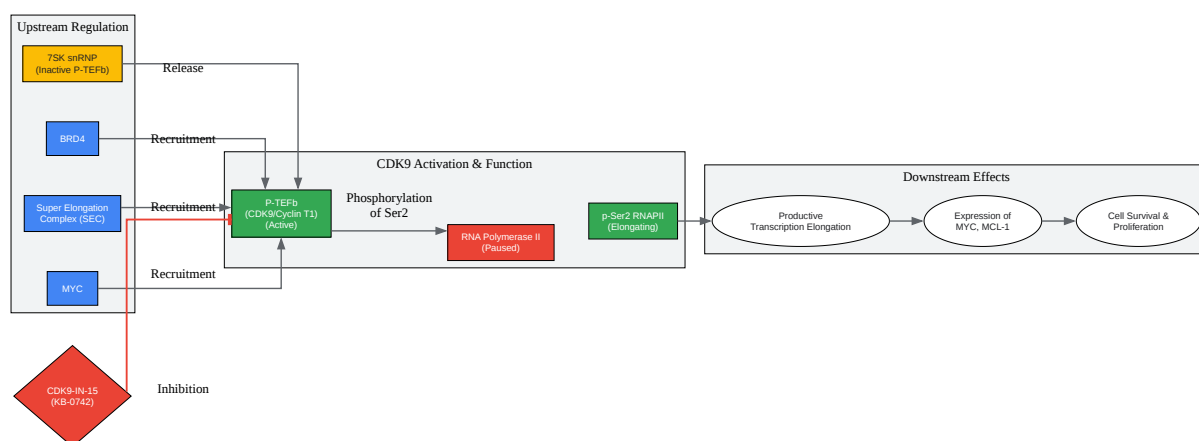 Upstream Regulation
7SK snRNP
(Inactive P-TEFb)
Release
BRD4
Recruitment
Super Elongation
Complex (SEC)
Recruitment
MYC
Recruitment
CDK9-IN-15
(KB-0742)
Inhibition
CDK9 Activation & Function
P-TEFb
(CDK9/Cyclin T1)
(Active)
Phosphorylation
of Ser2
RNA Polymerase II
(Paused)
p-Ser2 RNAPII
(Elongating)
Downstream Effects
Productive
Transcription Elongation
Expression of
MYC, MCL-1
Cell Survival &
Proliferation